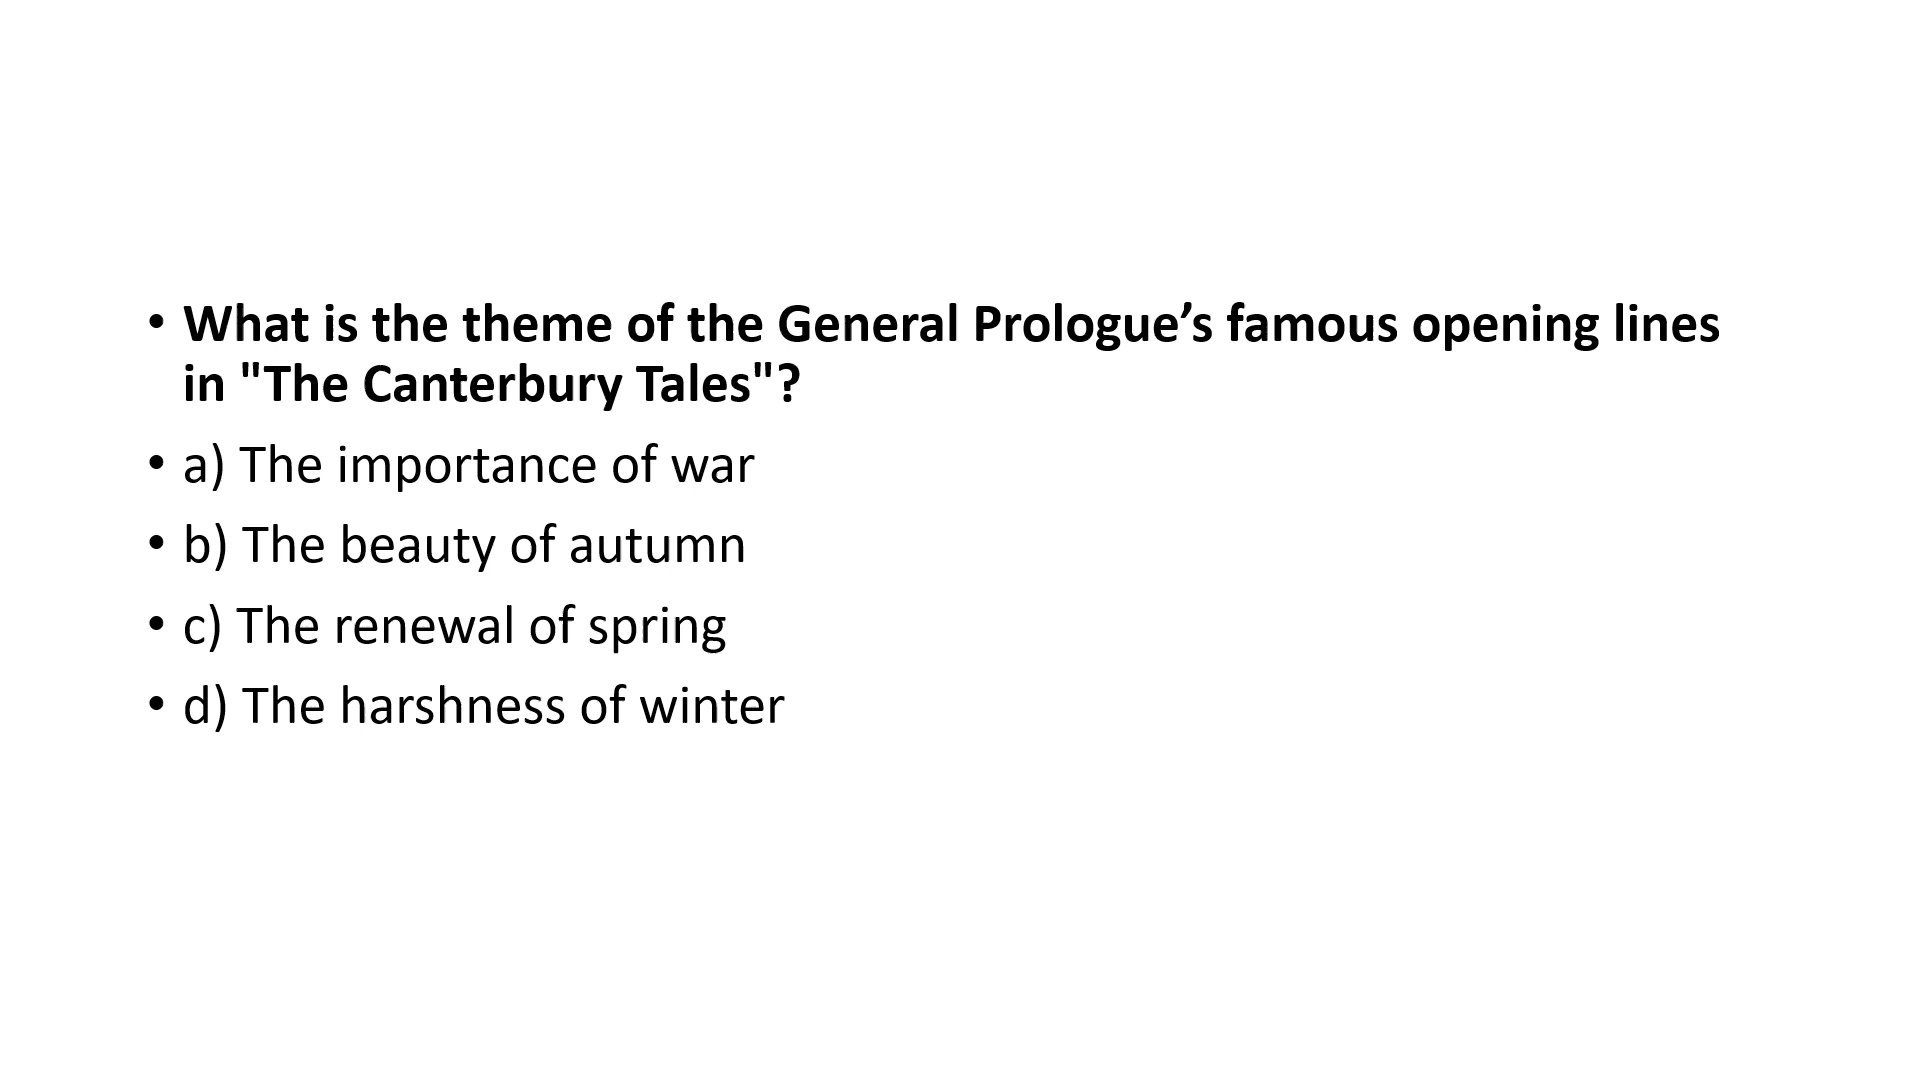 • What is the theme of the General Prologue’s famous opening lines
in "The Canterbury Tales"?
• a) The importance of war
• b) The beauty of autumn
• c) The renewal of spring
• d) The harshness of winter